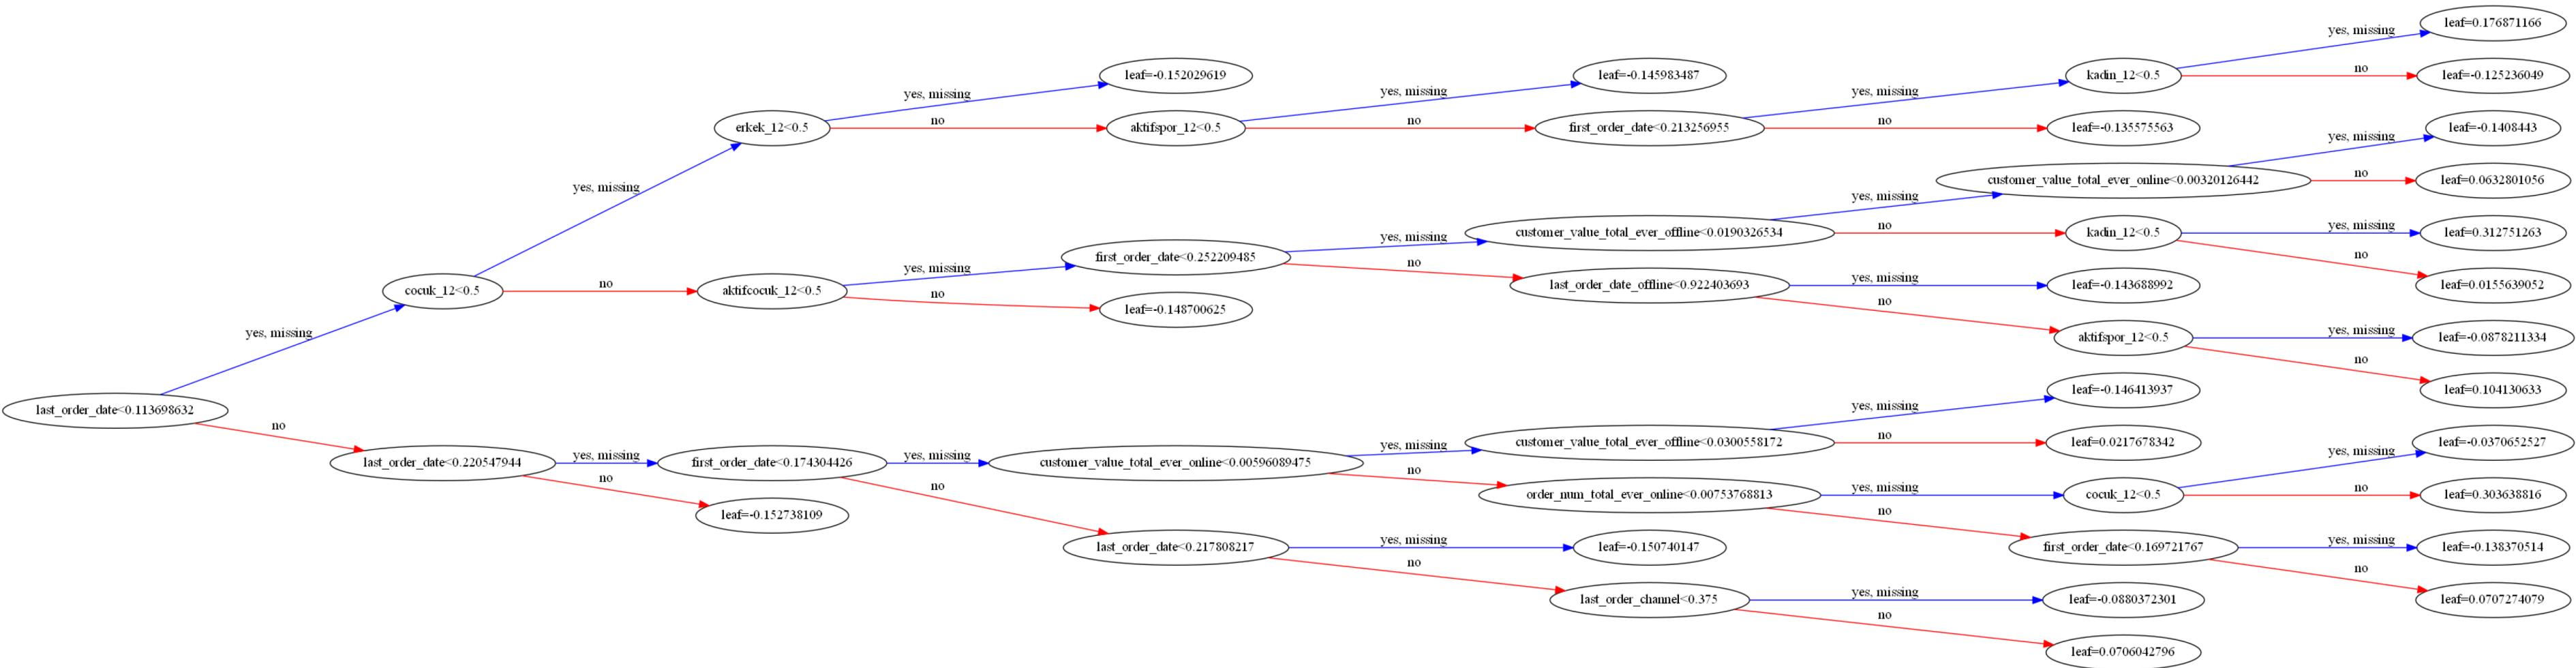 leaf=0.176871166
yes, missing
kadin_12<0.5
no
leaf=-0.125236049
leaf=-0.152029619
leaf=-0.145983487
yes, missing
yes, missing
yes, missing
erkek_12<0.5
no
aktifspor_12<0.5
no
first_order_date<0.213256955
no
leaf=-0.135575563
leaf=-0.1408443
yes, missing
customer_value_total_ever_online<0.00320126442
no
leaf=0.0632801056
yes, missing
yes, missing
customer_value_total_ever_offline<0.0190326534
no
kadin_12<0.5
yes, missing
leaf=0.312751263
no
leaf=0.0155639052
first_order_date<0.252209485
yes, missing
no
last_order_date_offline<0.922403693
yes, missing
leaf=-0.143688992
no
cocuk_12<0.5
no
aktifcocuk_12<0.5
yes, missing
no
leaf=-0.148700625
yes, missing
aktifspor_12<0.5
yes, missing
leaf=-0.0878211334
no
leaf=0.104130633
last_order_date<0.113698632
no
leaf=-0.146413937
yes, missing
customer_value_total_ever_offline<0.0300558172
no
leaf=0.0217678342
last_order_date<0.220547944
yes, missing
first_order_date<0.174304426
yes, missing
customer_value_total_ever_online<0.00596089475
yes, missing
no
leaf=-0.0370652527
yes, missing
no
leaf=-0.152738109
no
order_num_total_ever_online<0.00753768813
yes, missing
cocuk_12<0.5
no
leaf=0.303638816
no
last_order_date<0.217808217
yes, missing
leaf=-0.150740147
first_order_date<0.169721767
yes, missing
leaf=-0.138370514
no
leaf=0.0707274079
no
last_order_channel<0.375
yes, missing
leaf=-0.0880372301
no
leaf=0.0706042796